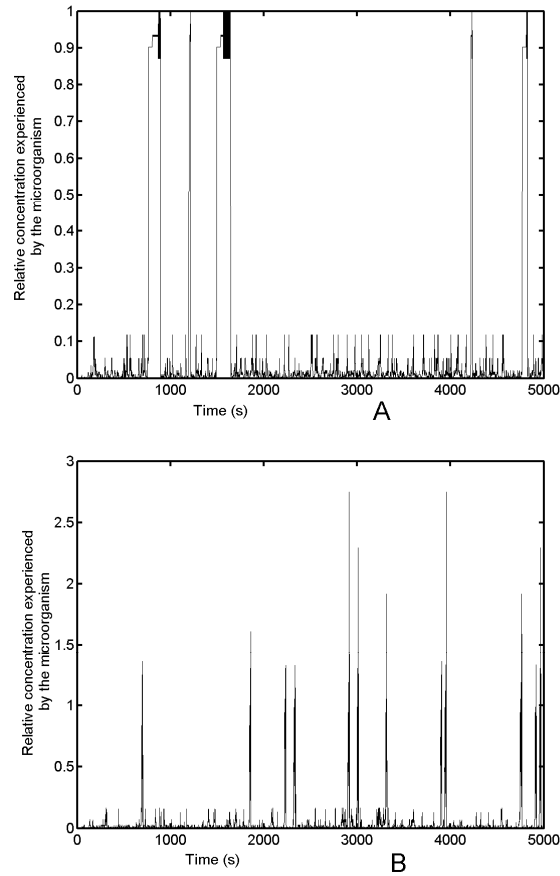 1
0.9
0.8
0.7
0.6
0.5
0.4
0.3
0.2
0.1
0
Relative concentration experienced
by the microorganism
0 1000 2000 3000 4000 5000
Time (s)
A
3
2.5
2
1.5
1
0.5
0
Relative concentration experienced
by the microorganism
0 1000 2000 3000 4000 5000
Time (s)
B